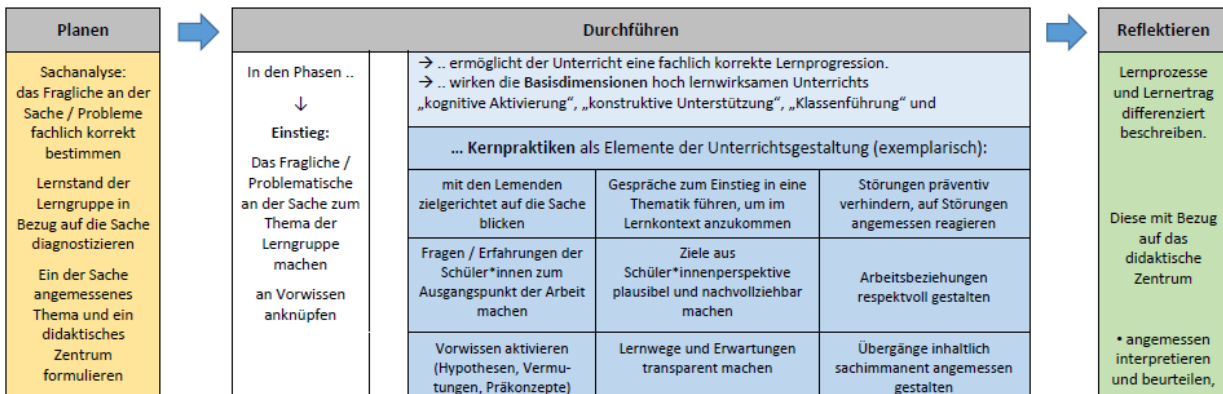 Planen
Sachanalyse:
das Fragliche an der
Sache / Probleme
fachlich korrekt
bestimmen
Lernstand der
Lerngruppe in
Bezug auf die Sache
diagnostizieren
Ein der Sache
angemessenes
Thema und ein
didaktisches
Zentrum
formulieren
Durchführen
In den Phasen ..
↓
Einstieg:
Das Fragliche /
Problematische
an der Sache zum
Thema der
Lerngruppe
machen
an Vorwissen
anknüpfen
→ .. ermöglicht der Unterricht eine fachlich korrekte Lernprogression.
→ .. wirken die Basisdimensionen hoch lernwirksamen Unterrichts
„kognitive Aktivierung“, „konstruktive Unterstützung“, „Klassenführung“ und
... Kernpraktiken als Elemente der Unterrichtsgestaltung (exemplarisch):
mit den Lernenden
zielgerichtet auf die Sache
blicken
Gespräche zum Einstieg in eine
Thematik führen, um im
Lernkontext anzukommen
Störungen präventiv
verhindern, auf Störungen
angemessen reagieren
Fragen / Erfahrungen der
Schüler*innen zum
Ausgangspunkt der Arbeit
machen
Ziele aus
Schüler*innenperspektive
plausibel und nachvollziehbar
machen
Arbeitsbeziehungen
respektvoll gestalten
Vorwissen aktivieren
(Hypothesen, Vermu-
tungen, Präkonzepte)
Lernwege und Erwartungen
transparent machen
Übergänge inhaltlich
sachimmanent angemessen
gestalten
Reflektieren
Lernprozesse
und Lernertrag
differenziert
beschreiben.
Diese mit Bezug
auf das
didaktische
Zentrum
• angemessen
interpretieren
und beurteilen,